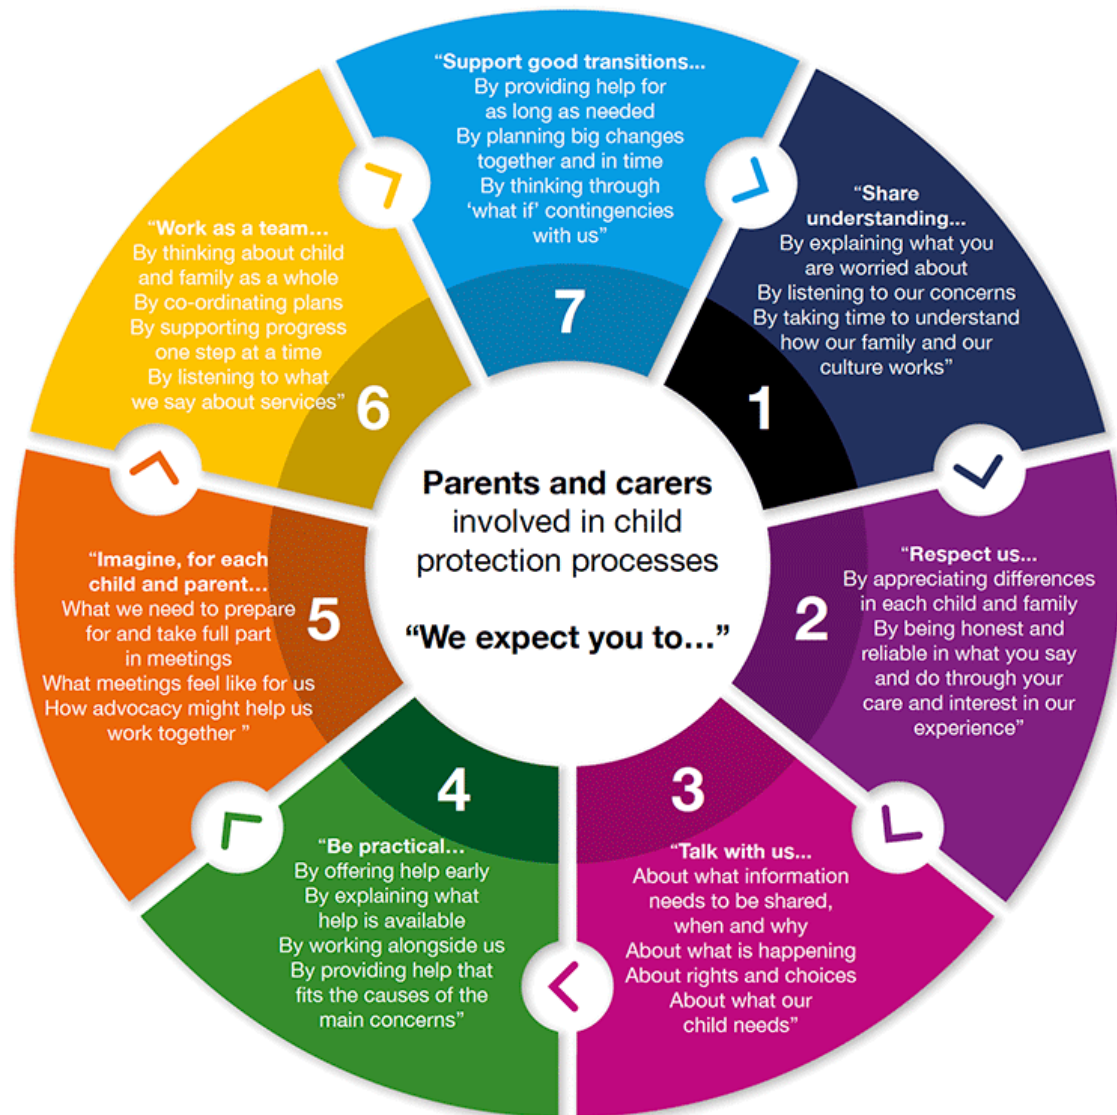 Parents and carers
involved in child
protection processes
“We expect you to...”
1
“Share
understanding...
By explaining what you
are worried about
By listening to our concerns
By taking time to understand
how our family and our
culture works”
2
“Respect us...
By appreciating differences
in each child and family
By being honest and
reliable in what you say
and do through your
care and interest in our
experience”
3
“Talk with us...
About what information
needs to be shared,
when and why
About what is happening
About rights and choices
About what our
child needs”
4
“Be practical...
By offering help early
By explaining what
help is available
By working alongside us
By providing help that
fits the causes of the
main concerns”
5
“Imagine, for each
child and parent...
What we need to prepare
for and take full part
in meetings
What meetings feel like for us
How advocacy might help us
work together ”
6
“Work as a team...
By thinking about child
and family as a whole
By co-ordinating plans
By supporting progress
one step at a time
By listening to what
we say about services”
7
“Support good transitions...
By providing help for
as long as needed
By planning big changes
together and in time
By thinking through
‘what if’ contingencies
with us”